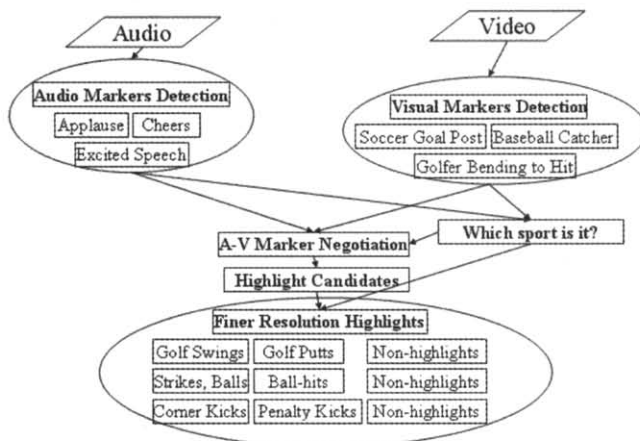 Audio
Video
Audio Markers Detection
Applause Cheers
Excited Speech
Visual Markers Detection
Soccer Goal Post Baseball Catcher
Golfer Bending to Hit
A-V Marker Negotiation
Which sport is it?
Highlight Candidates
Finer Resolution Highlights
Golf Swings Golf Putts Non-highlights
Strikes, Balls Ball-hits Non-highlights
Corner Kicks Penalty Kicks Non-highlights